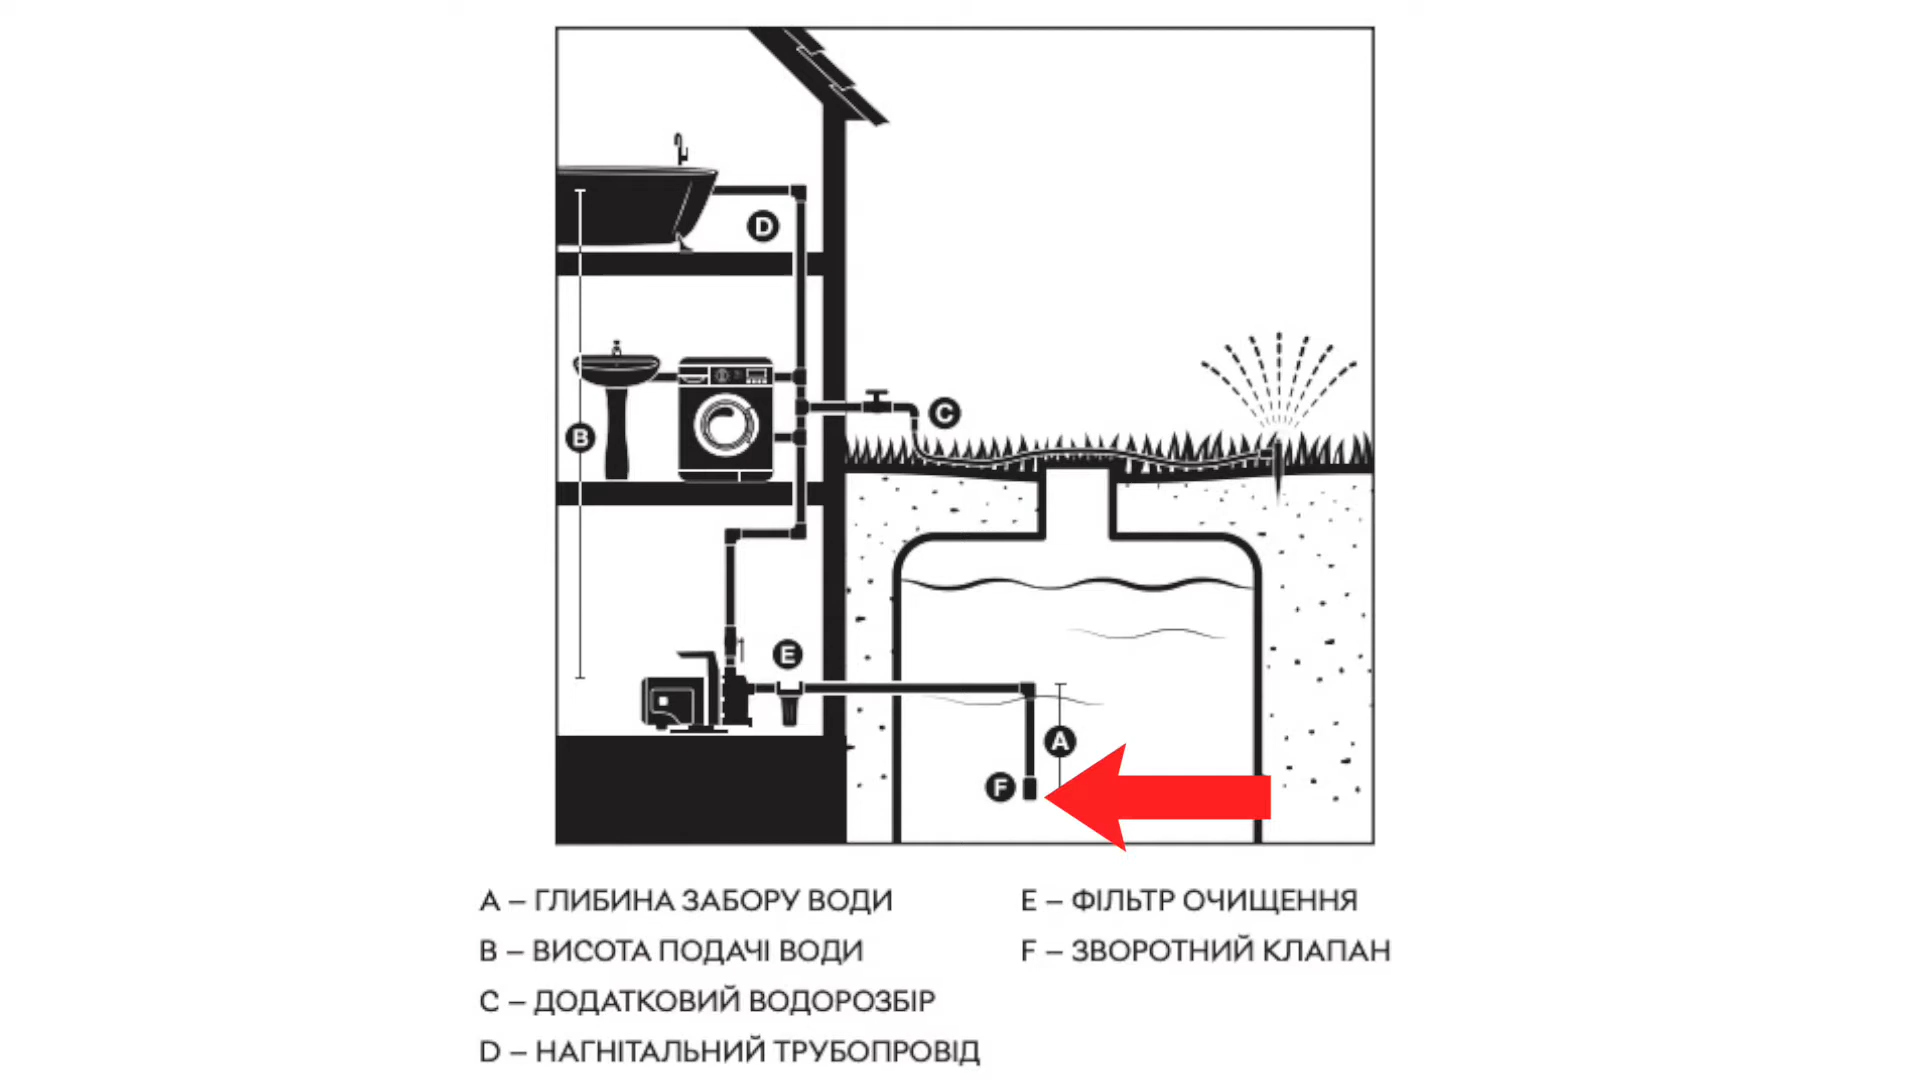 D
C
B
E
A
F
A – ГЛИБИНА ЗАБОРУ ВОДИ
B – ВИСОТА ПОДАЧІ ВОДИ
C – ДОДАТКОВИЙ ВОДОРОЗБІР
D – НАГНІТАЛЬНИЙ ТРУБОПРОВІД
E – ФІЛЬТР ОЧИЩЕННЯ
F – ЗВОРОТНИЙ КЛАПАН